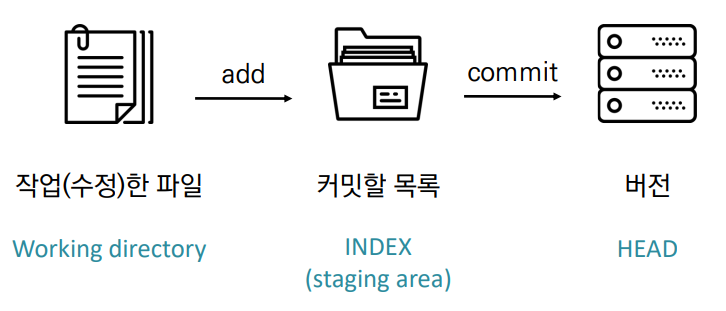 add
commit
작업(수정)한 파일
커밋할 목록
버전
Working directory
INDEX
(staging area)
HEAD